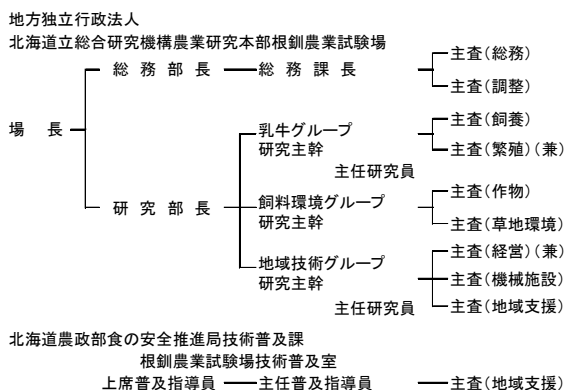 地方独立行政法人
北海道立総合研究機構農業研究本部根釧農業試験場
場長
総務部長
総務課長
主査(総務)
主査(調整)
研究部長
乳牛グループ
研究主幹
主査(飼養)
主査(繁殖)(兼)
主任研究員
飼料環境グループ
研究主幹
主査(作物)
主査(草地環境)
地域技術グループ
研究主幹
主査(経営)(兼)
主査(機械施設)
主任研究員
主査(地域支援)
北海道農政部食の安全推進局技術普及課
根釧農業試験場技術普及室
上席普及指導員 主任普及指導員 主査(地域支援)